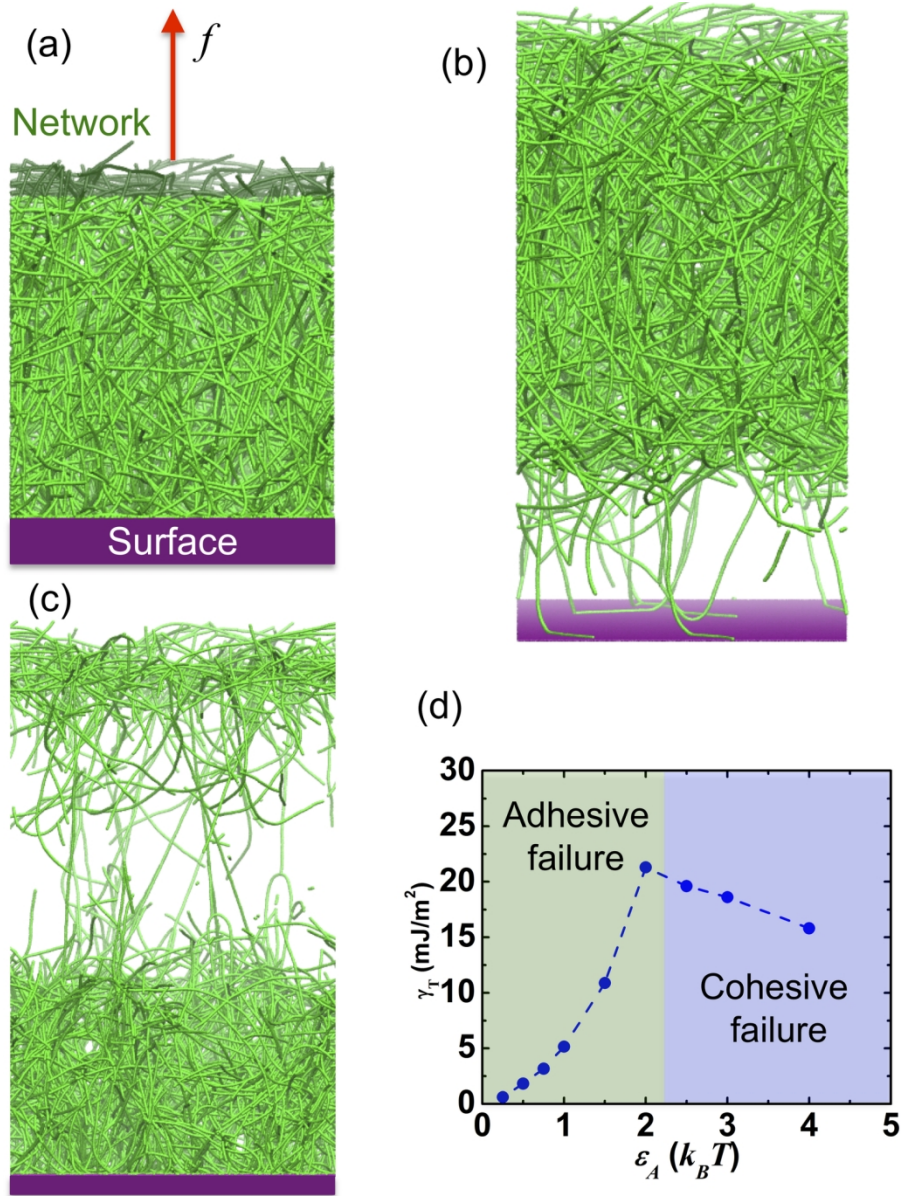 (a)
f
Network
Surface
(b)
(c)
(d)
30
25
20
15
10
5
0
γT (mJ/m²)
Adhesive
failure
Cohesive
failure
0 1 2 3 4 5
εA (kBT)